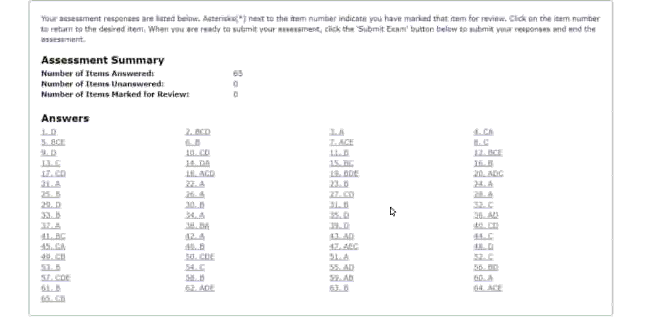 Your assessment responses are listed below. Asterisks[*] next to the item number indicate you have marked that item for review. Click on the item number
to return to the desired item. When you are ready to submit your assessment, click the 'Submit Exam' button below to submit your responses and end the
assessment.
Assessment Summary
Number of Items Answered: 65
Number of Items Unanswered: 0
Number of Items Marked for Review: 0
Answers
1. D 2. BCD 3. A 4. CA
5. BCE 6. B 7. ACE 8. C
9. D 10. CD 11. B 12. BCE
13. C 14. DA 15. BC 16. B
17. CD 18. ACD 19. BDE 20. ADC
21. A 22. A 23. B 24. A
25. B 26. A 27. CD 28. A
29. D 30. B 31. B 32. C
33. B 34. A 35. D 36. AD
37. A 38. BA 39. D 40. CD
41. BC 42. A 43. AD 44. C
45. CA 46. B 47. AEC 48. D
49. CB 50. CDE 51. A 52. C
53. B 54. C 55. AD 56. BD
57. CDE 58. B 59. AB 60. A
61. B 62. ADE 63. B 64. ACE
65. CB